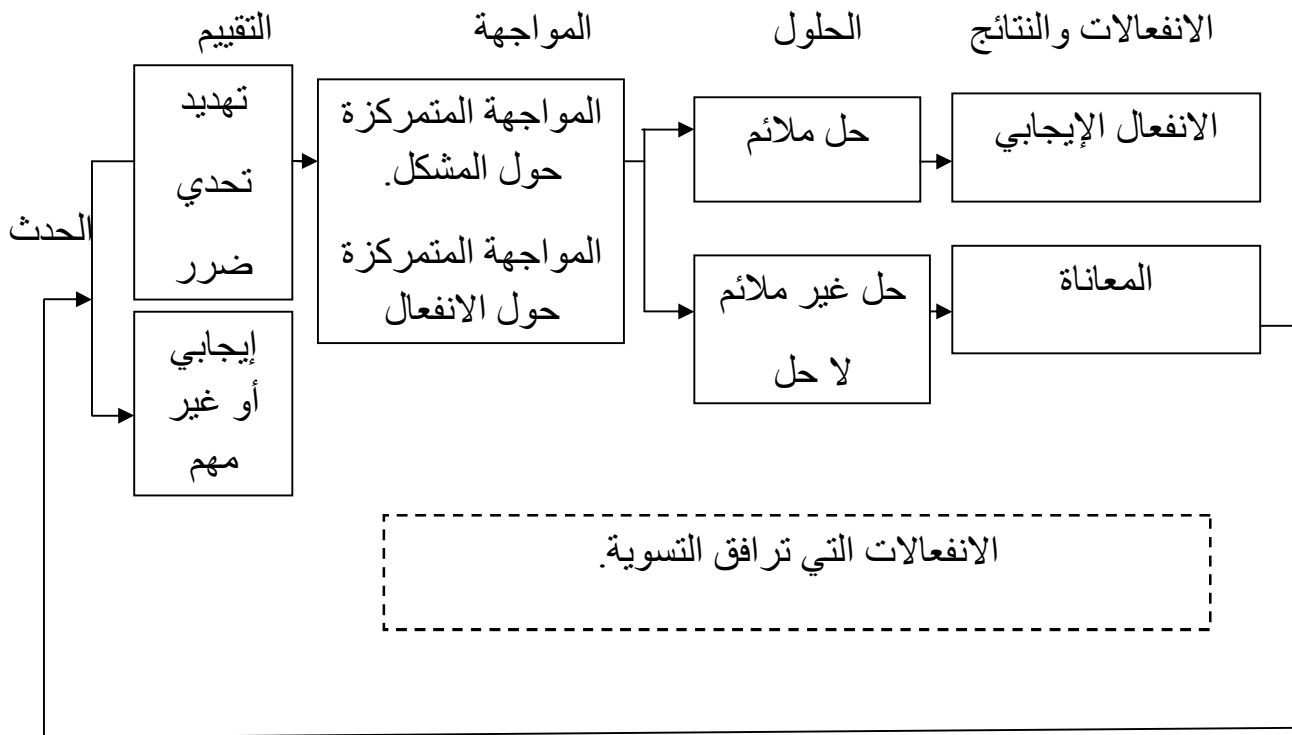 التقييم
المواجهة
الحلول
الانفعالات والنتائج
الحدث
تهديد
تحدي
ضرر
إيجابي
أو غير
مهم
المواجهة المتمركزة
حول المشكل.
المواجهة المتمركزة
حول الانفعال
حل ملائم
حل غير ملائم
لا حل
الانفعال الإيجابي
المعاناة
الانفعالات التي ترافق التسوية.